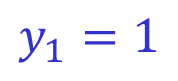 y₁ = 1